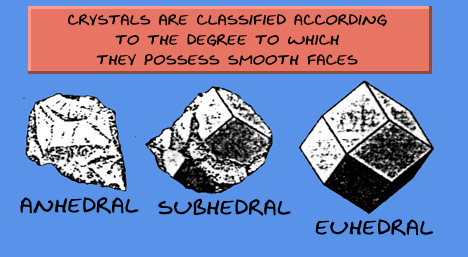 CRYSTALS ARE CLASSIFIED ACCORDING
TO THE DEGREE TO WHICH
THEY POSSESS SMOOTH FACES
ANHEDRAL
SUBHEDRAL
EUHEDRAL